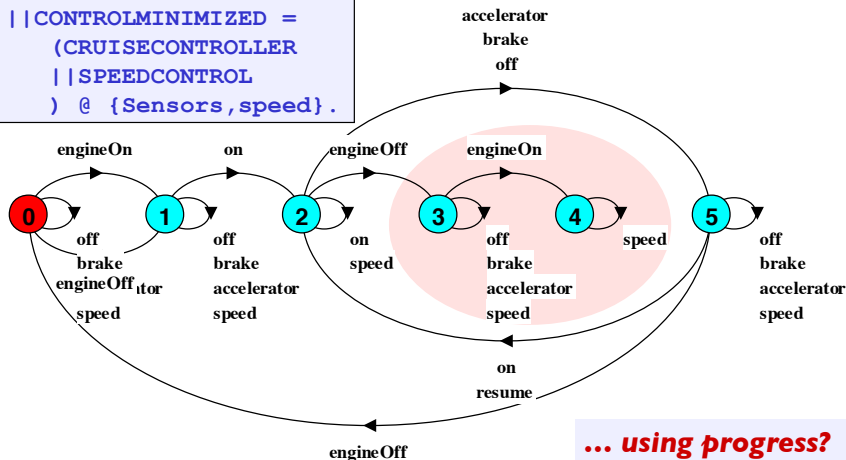 ||CONTROLMINIMIZED =
(CRUISECONTROLLER
||SPEEDCONTROL
) @ {Sensors,speed}.
accelerator
brake
off
engineOn
on
engineOff
engineOn
0
1
2
3
4
5
off
brake
engineOff
speed
off
brake
accelerator
speed
on
speed
off
brake
accelerator
speed
speed
off
brake
accelerator
speed
on
resume
engineOff
... using progress?